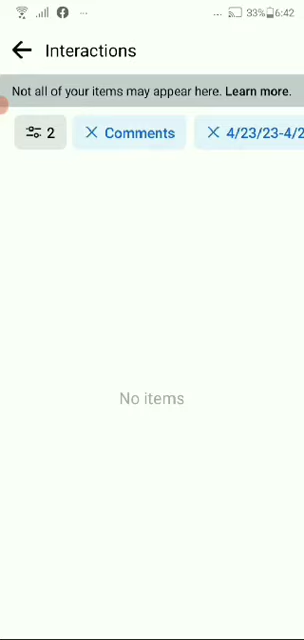 33% 6:42
Interactions
Not all of your items may appear here. Learn more.
2 Comments 4/23/23-4/2
No items